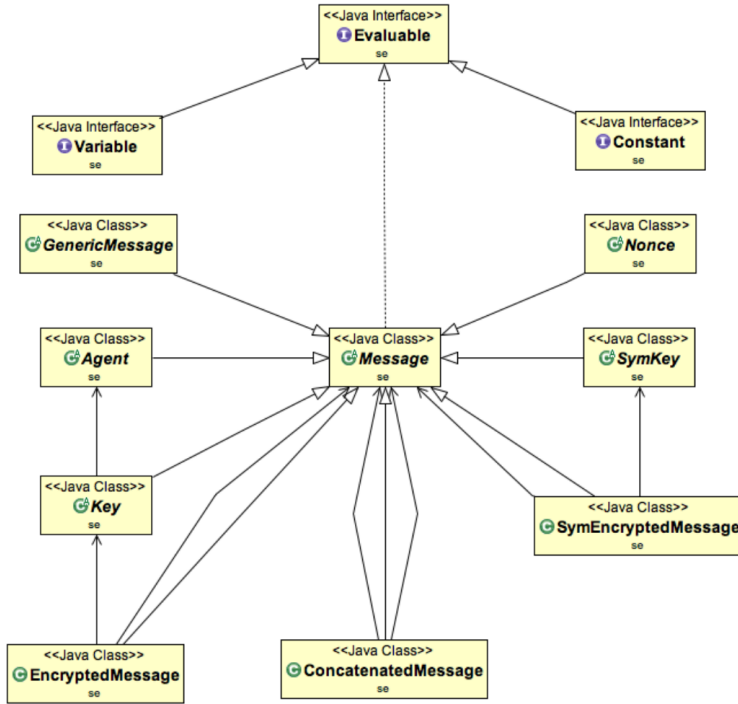 <<Java Interface>>
Evaluable
se
<<Java Interface>>
Variable
se
<<Java Interface>>
Constant
se
<<Java Class>>
GenericMessage
se
<<Java Class>>
Nonce
se
<<Java Class>>
Agent
se
<<Java Class>>
Message
se
<<Java Class>>
SymKey
se
<<Java Class>>
Key
se
<<Java Class>>
SymEncryptedMessage
se
<<Java Class>>
EncryptedMessage
se
<<Java Class>>
ConcatenatedMessage
se